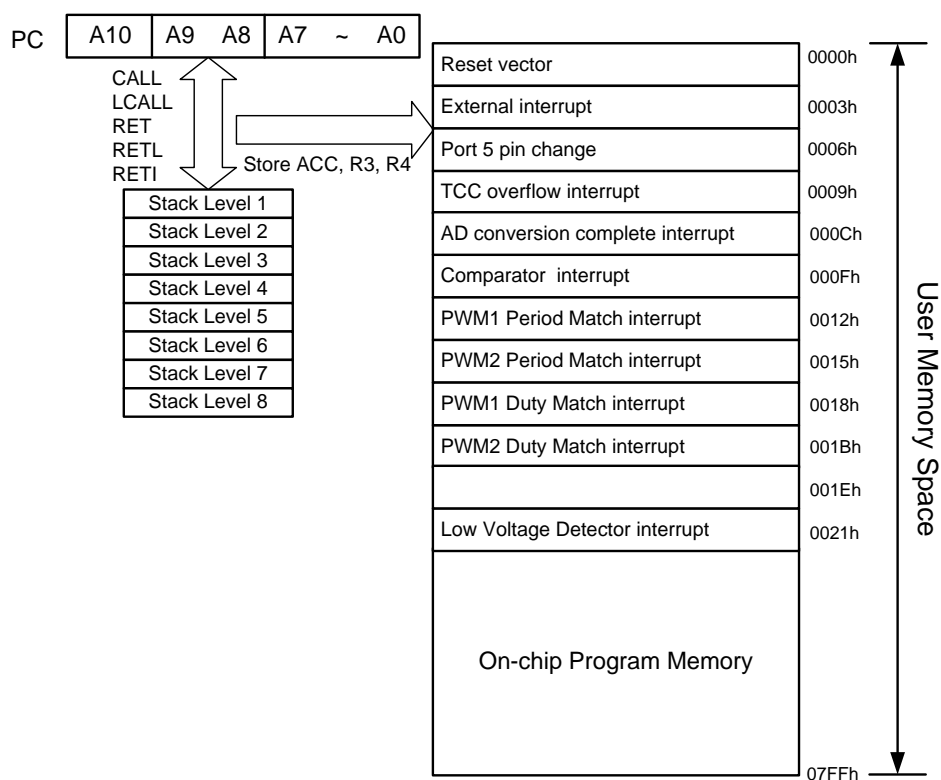 PC
A10 A9 A8 A7 ~ A0
CALL
LCALL
RET
RETL
RETI
Store ACC, R3, R4
Stack Level 1
Stack Level 2
Stack Level 3
Stack Level 4
Stack Level 5
Stack Level 6
Stack Level 7
Stack Level 8
Reset vector 0000h
External interrupt 0003h
Port 5 pin change 0006h
TCC overflow interrupt 0009h
AD conversion complete interrupt 000Ch
Comparator interrupt 000Fh
PWM1 Period Match interrupt 0012h
PWM2 Period Match interrupt 0015h
PWM1 Duty Match interrupt 0018h
PWM2 Duty Match interrupt 001Bh
001Eh
Low Voltage Detector interrupt 0021h
On-chip Program Memory
07FFh
User Memory Space